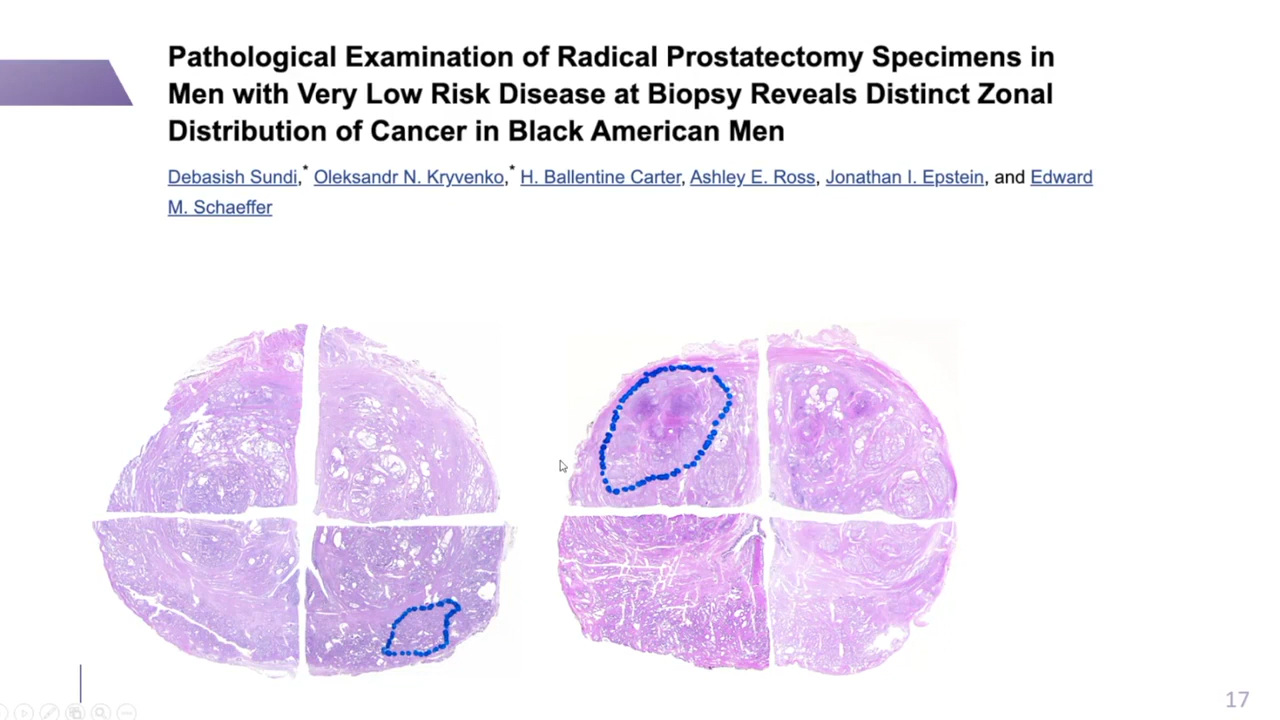 Pathological Examination of Radical Prostatectomy Specimens in
Men with Very Low Risk Disease at Biopsy Reveals Distinct Zonal
Distribution of Cancer in Black American Men
Debasish Sundi,* Oleksandr N. Kryvenko,* H. Ballentine Carter, Ashley E. Ross, Jonathan I. Epstein, and Edward
M. Schaeffer
17